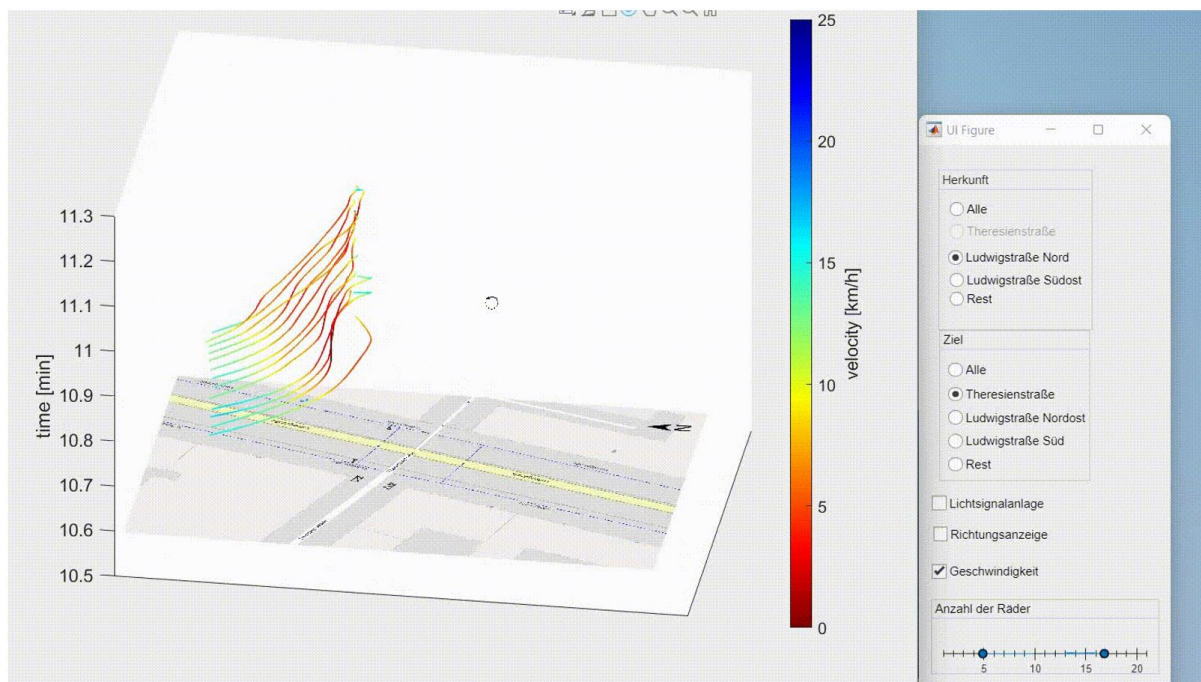 25
20
15
10
5
0
velocity [km/h]
11.3
11.2
11.1
11
10.9
10.8
10.7
10.6
10.5
time [min]
N
UI Figure
Herkunft
Alle
Theresienstraße
Ludwigstraße Nord
Ludwigstraße Südost
Rest
Ziel
Alle
Theresienstraße
Ludwigstraße Nordost
Ludwigstraße Süd
Rest
Lichtsignalanlage
Richtungsanzeige
Geschwindigkeit
Anzahl der Räder
5 10 15 20